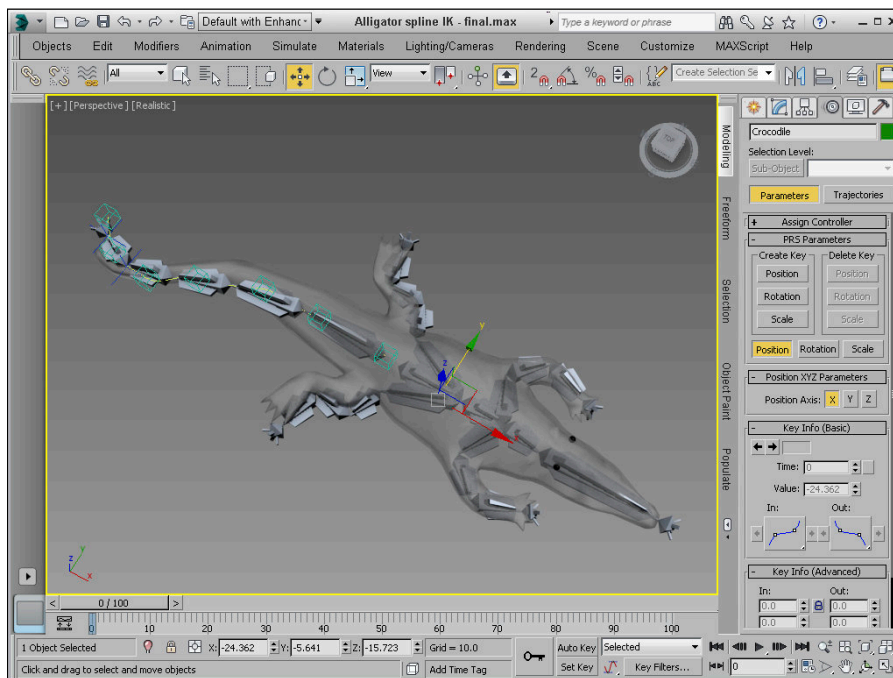 Default with Enhanc
Alligator spline IK - final.max
Type a keyword or phrase
Objects Edit Modifiers Animation Simulate Materials Lighting/Cameras Rendering Scene Customize MAXScript Help
All
View
Create Selection Se
[+] [Perspective] [Realistic]
TOP
Modeling
Freeform
Selection
Object Paint
Populate
Crocodile
Selection Level:
Sub-Object
Parameters Trajectories
+ Assign Controller
- PRS Parameters
Create Key Delete Key
Position Position
Rotation Rotation
Scale Scale
Position Rotation Scale
- Position XYZ Parameters
Position Axis: X Y Z
- Key Info (Basic)
Time: 0
Value: -24.362
In: Out:
- Key Info (Advanced)
In: Out:
0.0 0.0
0.0 0.0
z y x
z y
< 0 / 100 >
0 10 20 30 40 50 60 70 80 90 100
1 Object Selected X: -24.362 Y: -5.641 Z: -15.723 Grid = 10.0 Auto Key Selected
Click and drag to select and move objects Add Time Tag Set Key Key Filters... 0